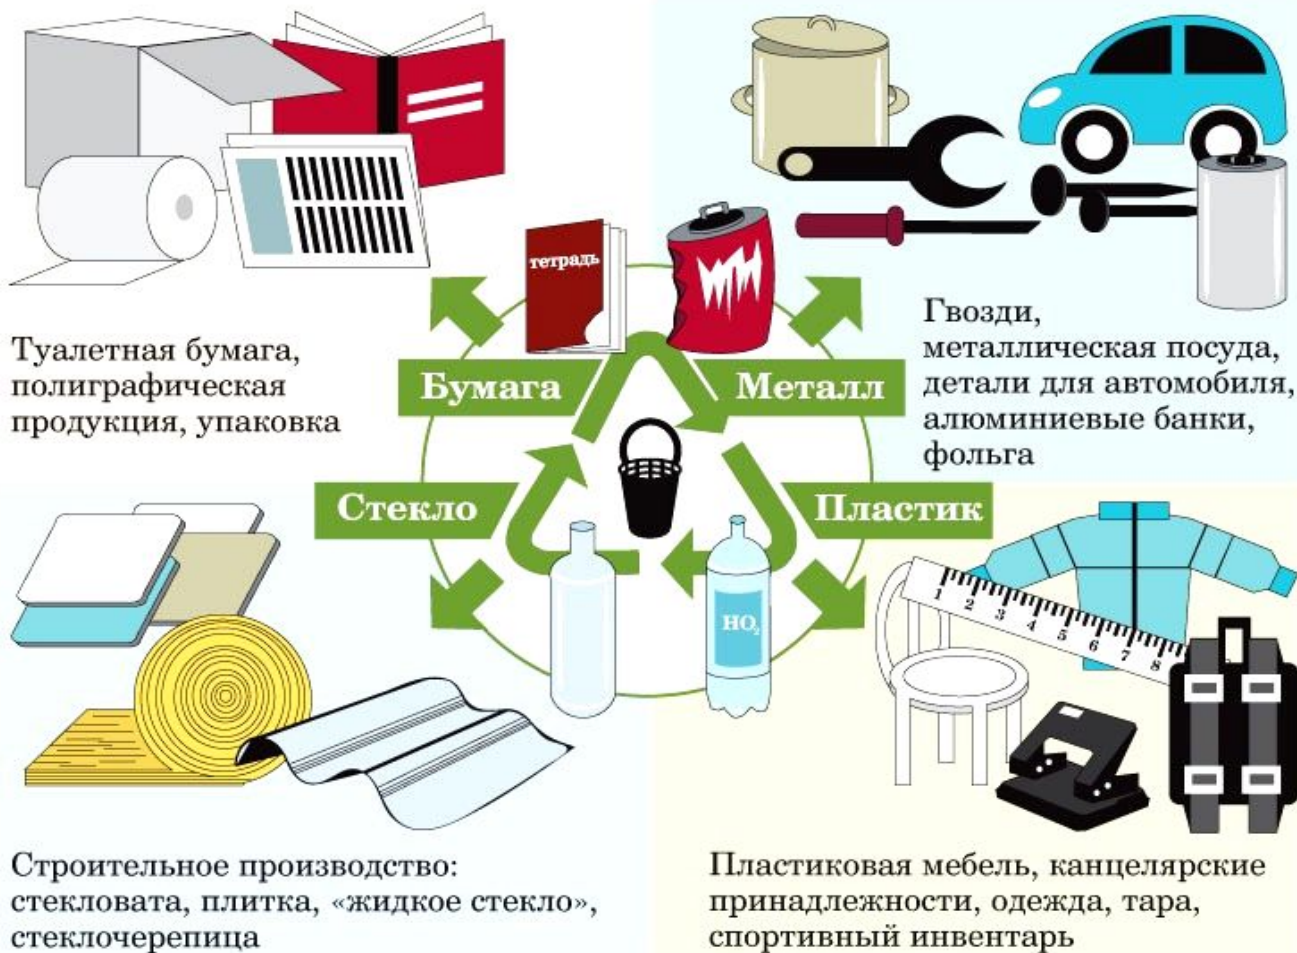 тетрадь
Туалетная бумага,
полиграфическая
продукция, упаковка
Бумага
Металл
Гвозди,
металлическая посуда,
детали для автомобиля,
алюминиевые банки,
фольга
Стекло
Пластик
HO₂
1 2 3 4 5 6 7 8
Строительное производство:
стекловата, плитка, «жидкое стекло»,
стеклочерепица
Пластиковая мебель, канцелярские
принадлежности, одежда, тара,
спортивный инвентарь